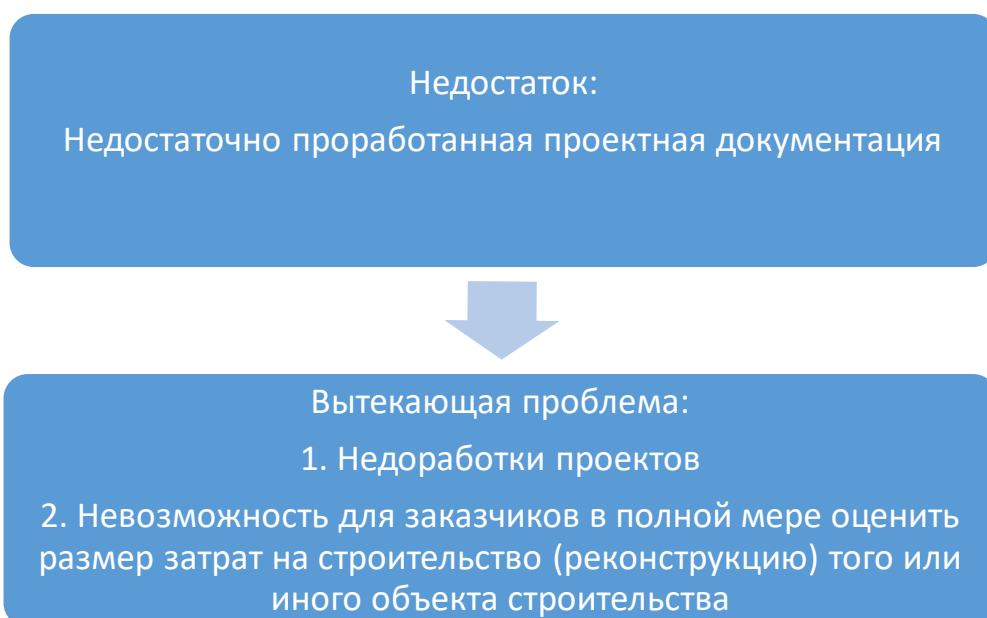 Недостаток:
Недостаточно проработанная проектная документация
Вытекающая проблема:
1. Недоработки проектов
2. Невозможность для заказчиков в полной мере оценить
размер затрат на строительство (реконструкцию) того или
иного объекта строительства